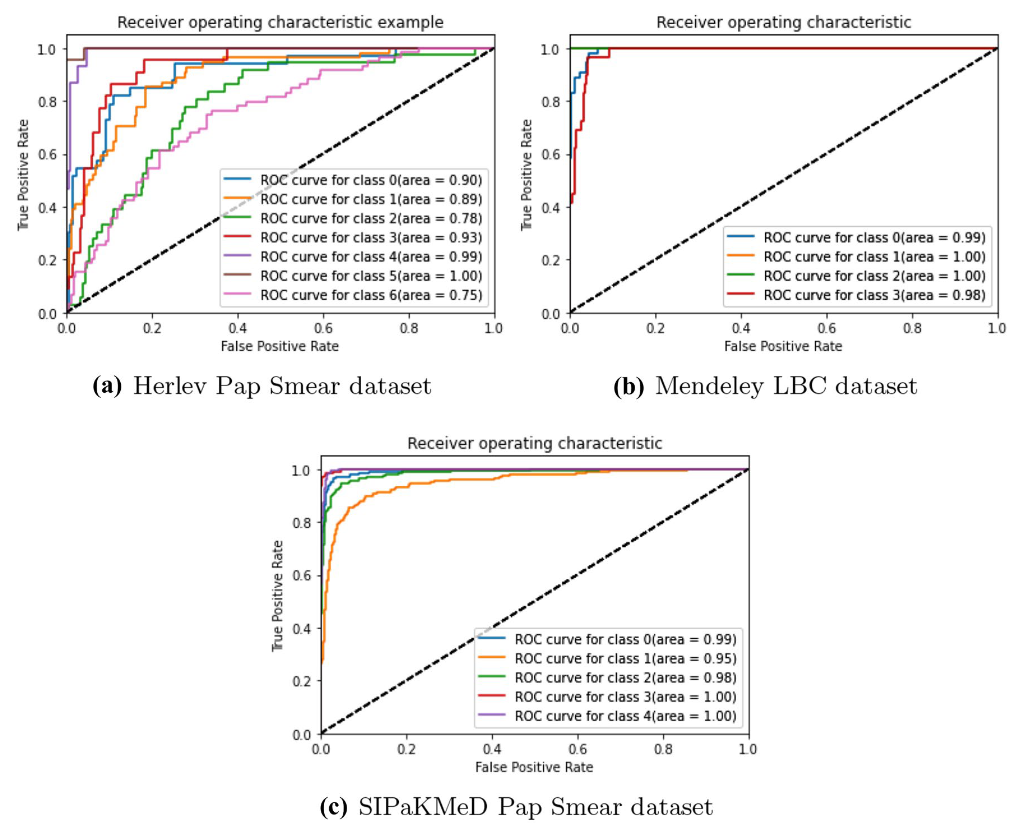 Receiver operating characteristic example
True Positive Rate
1.0
0.8
0.6
0.4
0.2
0.0
ROC curve for class 0(area = 0.90)
ROC curve for class 1(area = 0.89)
ROC curve for class 2(area = 0.78)
ROC curve for class 3(area = 0.93)
ROC curve for class 4(area = 0.99)
ROC curve for class 5(area = 1.00)
ROC curve for class 6(area = 0.75)
0.0 0.2 0.4 0.6 0.8 1.0
False Positive Rate
(a) Herlev Pap Smear dataset
Receiver operating characteristic
True Positive Rate
1.0
0.8
0.6
0.4
0.2
0.0
ROC curve for class 0(area = 0.99)
ROC curve for class 1(area = 1.00)
ROC curve for class 2(area = 1.00)
ROC curve for class 3(area = 0.98)
0.0 0.2 0.4 0.6 0.8 1.0
False Positive Rate
(b) Mendeley LBC dataset
Receiver operating characteristic
True Positive Rate
1.0
0.8
0.6
0.4
0.2
0.0
ROC curve for class 0(area = 0.99)
ROC curve for class 1(area = 0.95)
ROC curve for class 2(area = 0.98)
ROC curve for class 3(area = 1.00)
ROC curve for class 4(area = 1.00)
0.0 0.2 0.4 0.6 0.8 1.0
False Positive Rate
(c) SIPaKMeD Pap Smear dataset